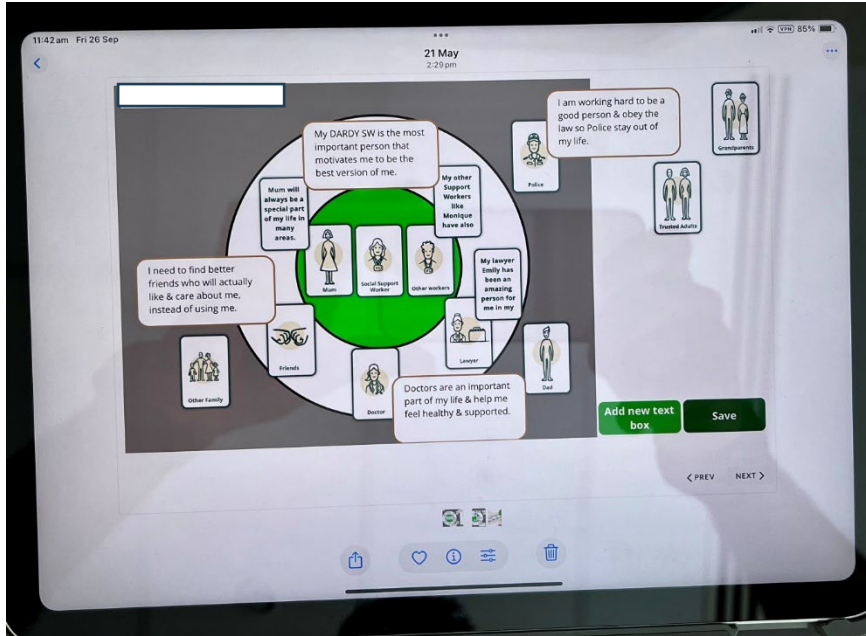 11:42 am Fri 26 Sep
VPN 85%
21 May
2:29 pm
My DARDY SW is the most
important person that
motivates me to be the
best version of me.
I am working hard to be a
good person & obey the
law so Police stay out of
my life.
Grandparents
Police
Trusted Adults
Mum will
always be a
special part
of my life in
many
areas.
My other
Support
Workers
like
Monique
have also
I need to find better
friends who will actually
like & care about me,
instead of using me.
Mum
Social Support
Worker
Other workers
My lawyer
Emily has
been an
amazing
person for
me in my
Other Family
Friends
Doctor
Lawyer
Dad
Doctors are an important
part of my life & help me
feel healthy & supported.
Add new text
box
Save
PREV
NEXT